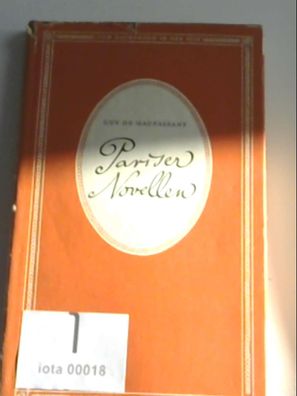 GUY DE MAUPASSANT
Pariser
Novellen
1
iota 00018